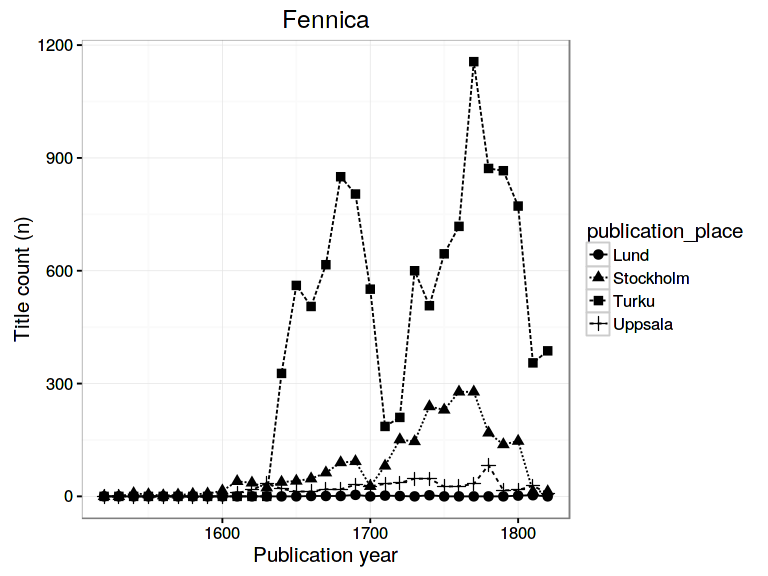 Fennica
1200
900
600
300
0
Title count (n)
1600 1700 1800
Publication year
publication_place
Lund
Stockholm
Turku
Uppsala